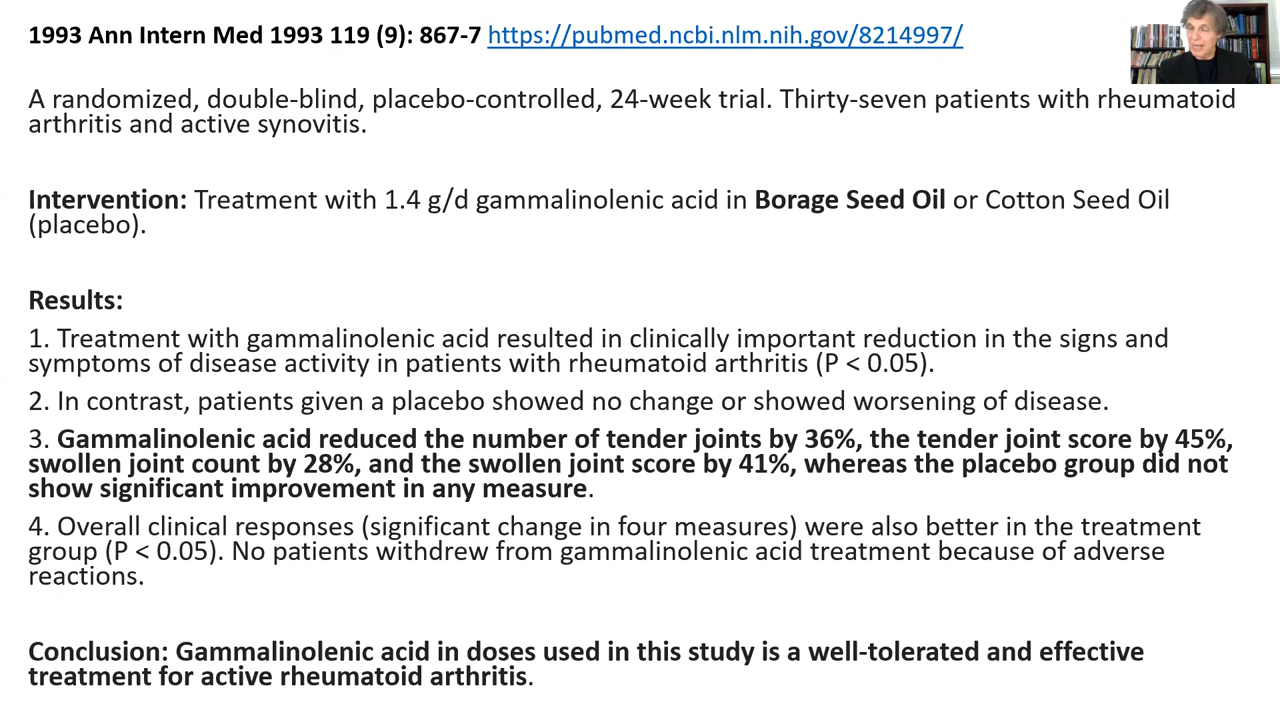 1993 Ann Intern Med 1993 119 (9): 867-7 https://pubmed.ncbi.nlm.nih.gov/8214997/
A randomized, double-blind, placebo-controlled, 24-week trial. Thirty-seven patients with rheumatoid
arthritis and active synovitis.
Intervention: Treatment with 1.4 g/d gammalinolenic acid in Borage Seed Oil or Cotton Seed Oil
(placebo).
Results:
1. Treatment with gammalinolenic acid resulted in clinically important reduction in the signs and
symptoms of disease activity in patients with rheumatoid arthritis (P < 0.05).
2. In contrast, patients given a placebo showed no change or showed worsening of disease.
3. Gammalinolenic acid reduced the number of tender joints by 36%, the tender joint score by 45%,
swollen joint count by 28%, and the swollen joint score by 41%, whereas the placebo group did not
show significant improvement in any measure.
4. Overall clinical responses (significant change in four measures) were also better in the treatment
group (P < 0.05). No patients withdrew from gammalinolenic acid treatment because of adverse
reactions.
Conclusion: Gammalinolenic acid in doses used in this study is a well-tolerated and effective
treatment for active rheumatoid arthritis.